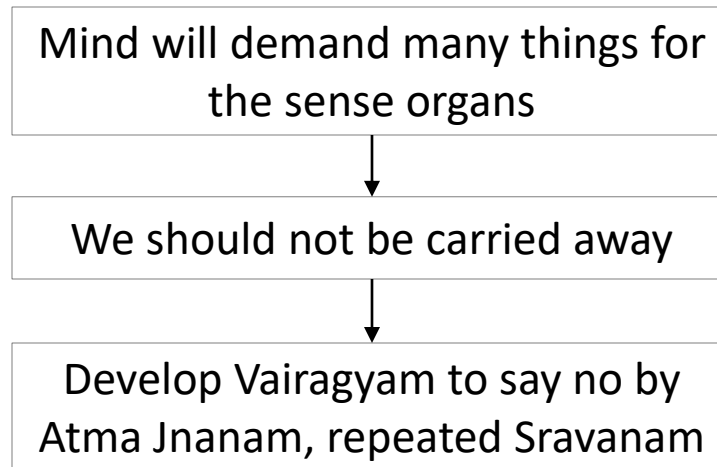 Mind will demand many things for
the sense organs
We should not be carried away
Develop Vairagyam to say no by
Atma Jnanam, repeated Sravanam